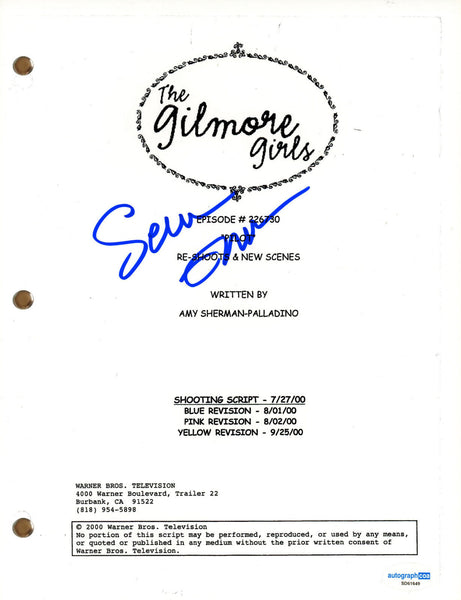 The
gilmore
girls
EPISODE # 226730
"PILOT"
RE-SHOOTS & NEW SCENES
WRITTEN BY
AMY SHERMAN-PALLADINO
SHOOTING SCRIPT - 7/27/00
BLUE REVISION - 8/01/00
PINK REVISION - 8/02/00
YELLOW REVISION - 9/25/00
WARNER BROS. TELEVISION
4000 Warner Boulevard, Trailer 22
Burbank, CA 91522
(818) 954-5898
© 2000 Warner Bros. Television
No portion of this script may be performed, reproduced, or used by any means,
or quoted or published in any medium without the prior written consent of
Warner Bros. Television.
autographcoa
SD61649